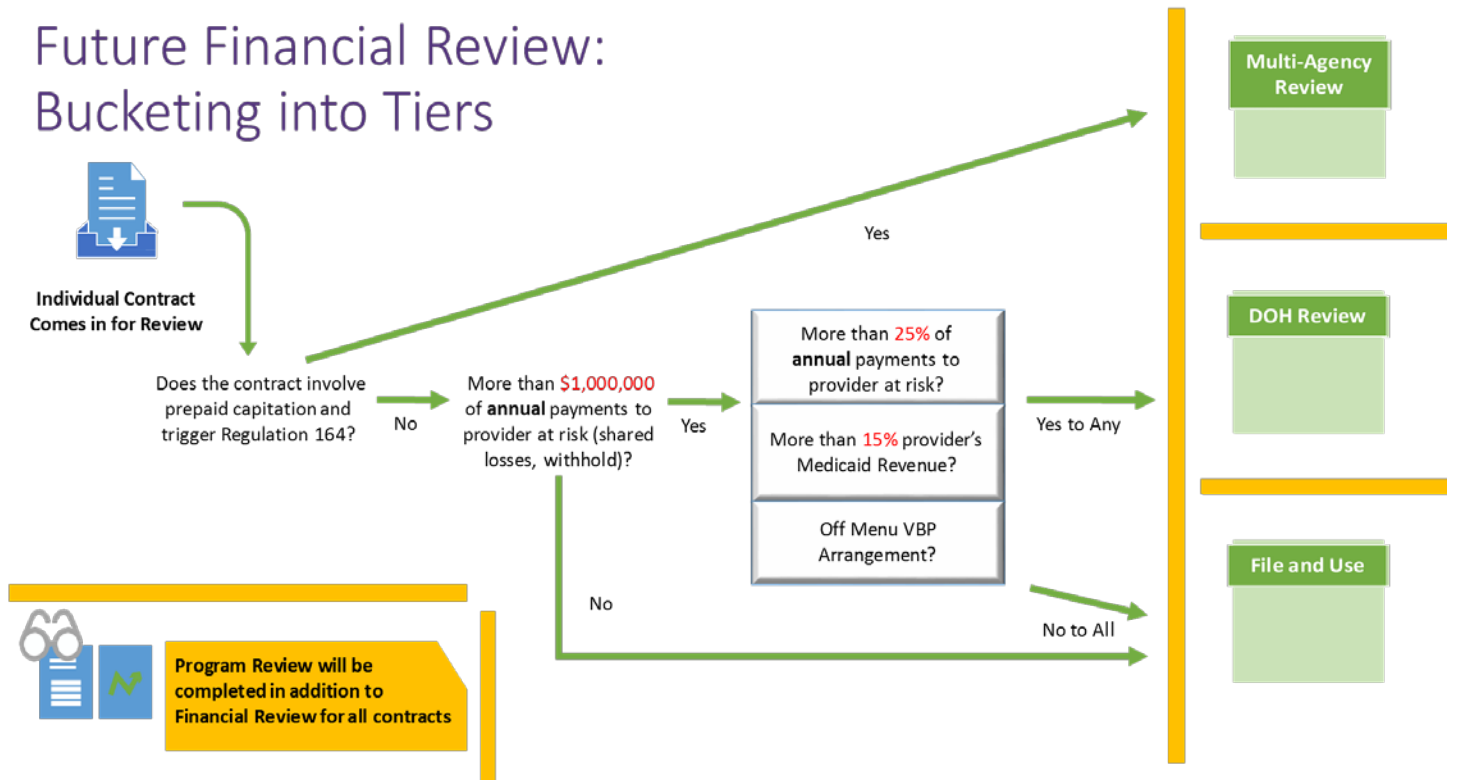 Future Financial Review:
Bucketing into Tiers
Individual Contract
Comes in for Review
Does the contract involve
prepaid capitation and
trigger Regulation 164?
Yes
No
More than $1,000,000
of annual payments to
provider at risk (shared
losses, withhold)?
Yes
No
More than 25% of
annual payments to
provider at risk?
More than 15% provider's
Medicaid Revenue?
Off Menu VBP
Arrangement?
Yes to Any
No to All
Multi-Agency
Review
DOH Review
File and Use
Program Review will be
completed in addition to
Financial Review for all contracts